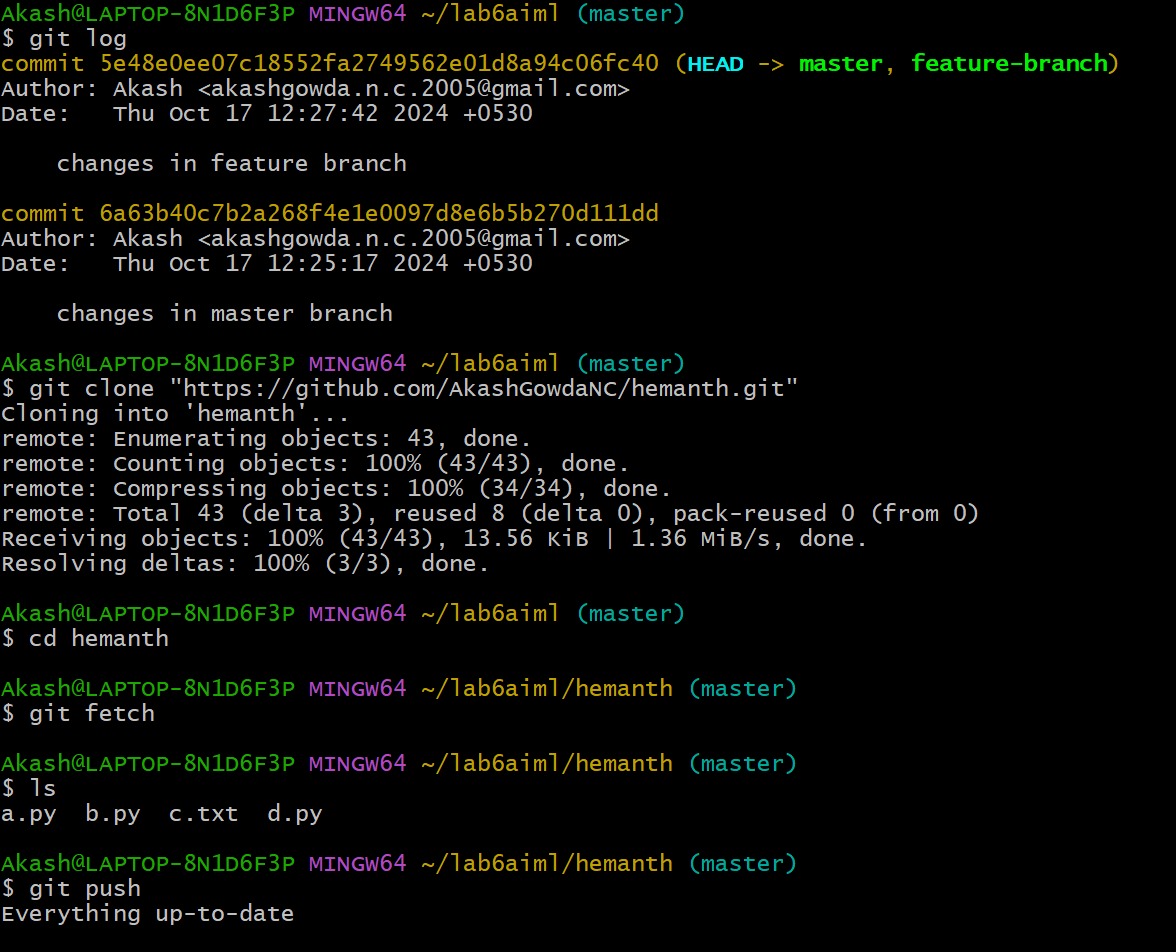 Akash@LAPTOP-8N1D6F3P MINGW64 ~/lab6aiml (master)
$ git log
commit 5e48e0ee07c18552fa2749562e01d8a94c06fc40 (HEAD -> master, feature-branch)
Author: Akash <akashgowda.n.c.2005@gmail.com>
Date:   Thu Oct 17 12:27:42 2024 +0530

    changes in feature branch

commit 6a63b40c7b2a268f4e1e0097d8e6b5b270d111dd
Author: Akash <akashgowda.n.c.2005@gmail.com>
Date:   Thu Oct 17 12:25:17 2024 +0530

    changes in master branch

Akash@LAPTOP-8N1D6F3P MINGW64 ~/lab6aiml (master)
$ git clone "https://github.com/AkashGowdaNC/hemanth.git"
Cloning into 'hemanth'...
remote: Enumerating objects: 43, done.
remote: Counting objects: 100% (43/43), done.
remote: Compressing objects: 100% (34/34), done.
remote: Total 43 (delta 3), reused 8 (delta 0), pack-reused 0 (from 0)
Receiving objects: 100% (43/43), 13.56 KiB | 1.36 MiB/s, done.
Resolving deltas: 100% (3/3), done.

Akash@LAPTOP-8N1D6F3P MINGW64 ~/lab6aiml (master)
$ cd hemanth

Akash@LAPTOP-8N1D6F3P MINGW64 ~/lab6aiml/hemanth (master)
$ git fetch

Akash@LAPTOP-8N1D6F3P MINGW64 ~/lab6aiml/hemanth (master)
$ ls
a.py  b.py  c.txt  d.py

Akash@LAPTOP-8N1D6F3P MINGW64 ~/lab6aiml/hemanth (master)
$ git push
Everything up-to-date